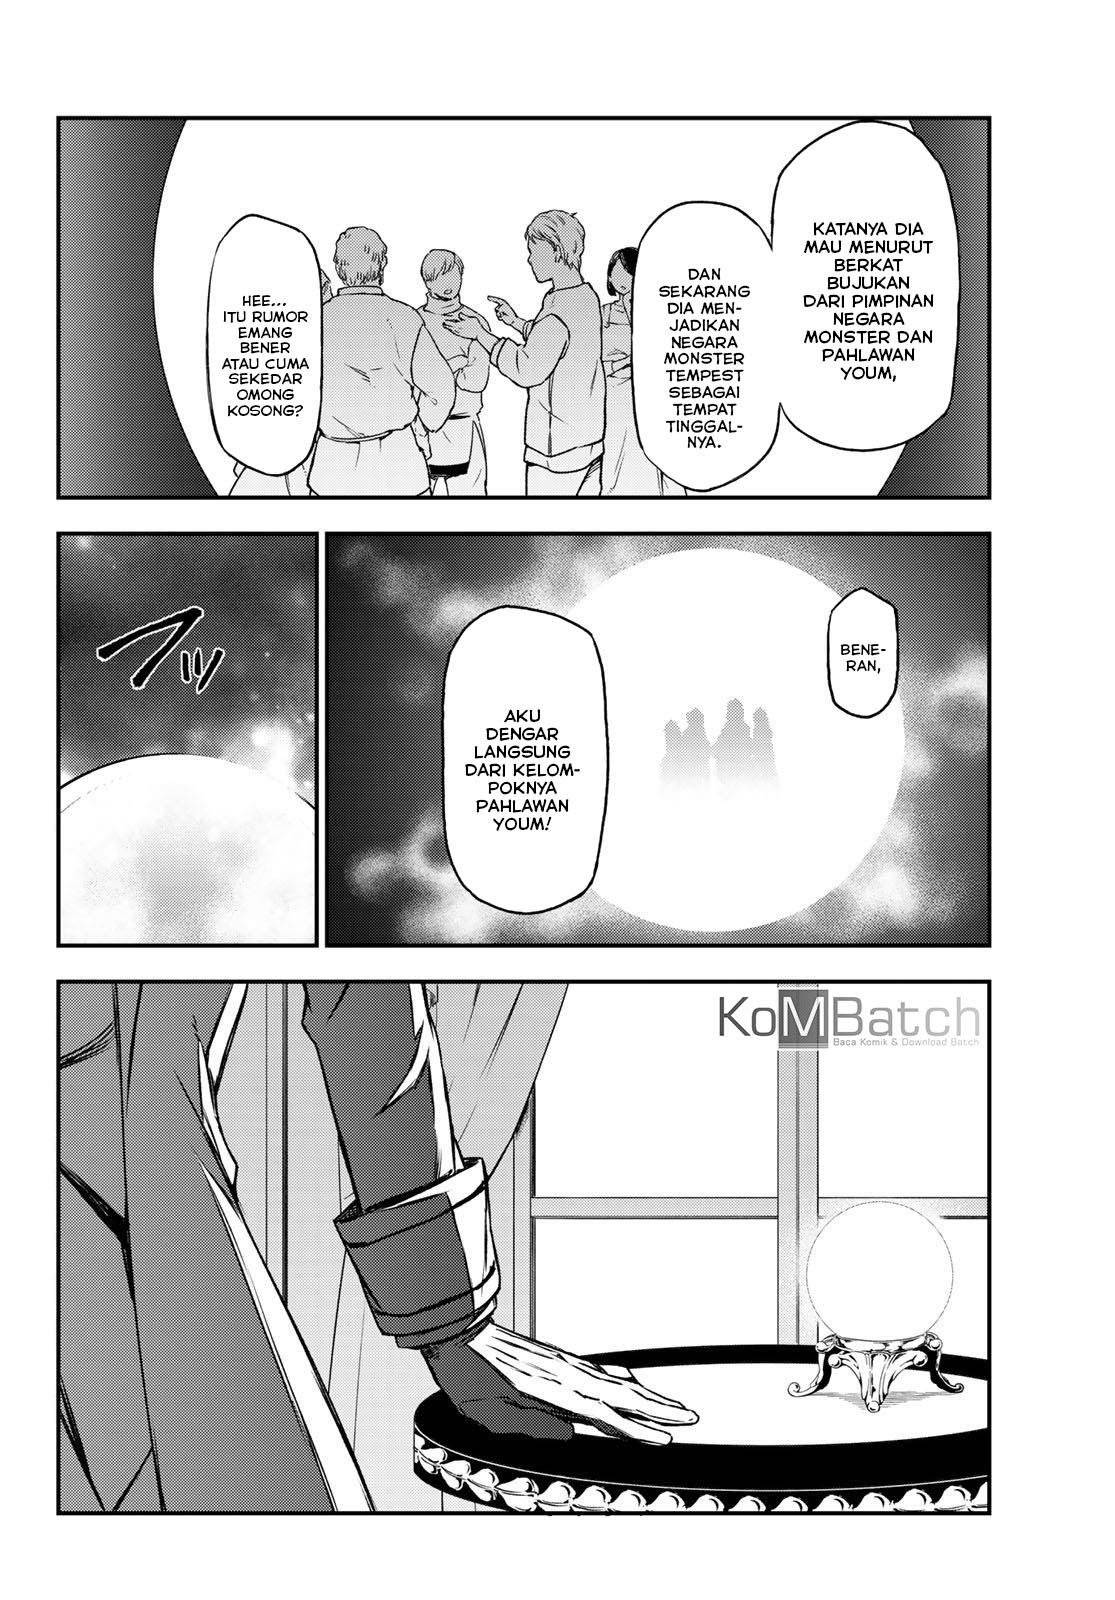 KATANYA DIA
MAU MENURUT
BERKAT
BUJUKAN
DARI PIMPINAN
NEGARA
MONSTER DAN
PAHLAWAN
YOUM,
DAN
SEKARANG
DIA MEN-
JADIKAN
NEGARA
MONSTER
TEMPEST
SEBAGAI
TEMPAT
TINGGAL-
NYA.
HEE...
ITU RUMOR
EMANG
BENER
ATAU CUMA
SEKEDAR
OMONG
KOSONG?
BENE-
RAN,
AKU
DENGAR
LANGSUNG
DARI KELOM-
POKNYA
PAHLAWAN
YOUM!
フッ
KoMBatch
Baca Komik & Download Batch